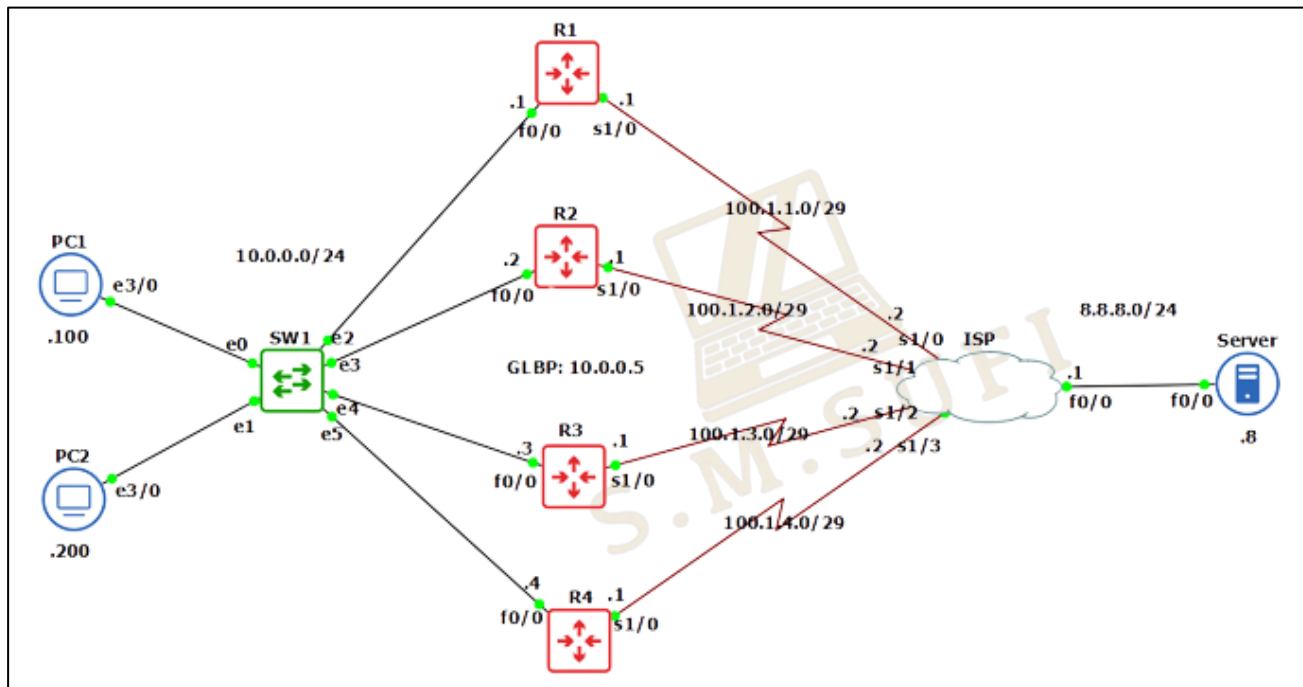 R1
.1
f0/0
.1
s1/0
100.1.1.0/29
R2
.2
f0/0
.1
s1/0
100.1.2.0/29
PC1
e3/0
.100
10.0.0.0/24
SW1
e0
e1
e2
e3
e4
e5
GLBP: 10.0.0.5
PC2
e3/0
.200
.3
f0/0
R3
.1
s1/0
100.1.3.0/29
.4
f0/0
R4
.1
s1/0
100.1.4.0/29
.2
s1/0
.2
s1/1
.2
s1/2
.2
s1/3
ISP
.1
f0/0
8.8.8.0/24
Server
f0/0
.8
S.M.SUFI